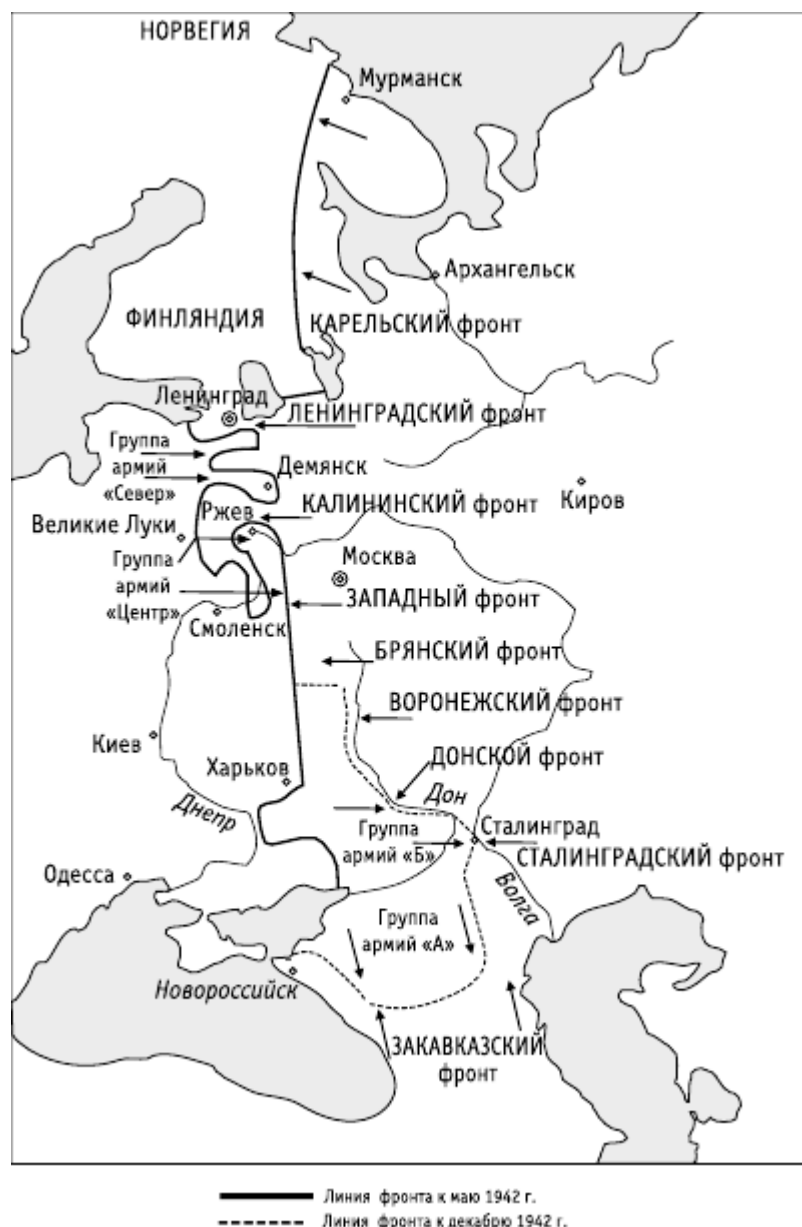 НОРВЕГИЯ
Мурманск
Архангельск
ФИНЛЯНДИЯ
КАРЕЛЬСКИЙ фронт
Ленинград
ЛЕНИНГРАДСКИЙ фронт
Группа
армий
«Север»
Демянск
Киров
КАЛИНИНСКИЙ фронт
Ржев
Великие Луки
Группа
армий
«Центр»
Москва
ЗАПАДНЫЙ фронт
Смоленск
БРЯНСКИЙ фронт
ВОРОНЕЖСКИЙ фронт
Киев
ДОНСКОЙ фронт
Харьков
Дон
Днепр
Группа
армий «Б»
Сталинград
СТАЛИНГРАДСКИЙ фронт
Одесса
Волга
Группа
армий «А»
Новороссийск
ЗАКАВКАЗСКИЙ
фронт
Линия фронта к маю 1942 г.
Линия фронта к декабрю 1942 г.